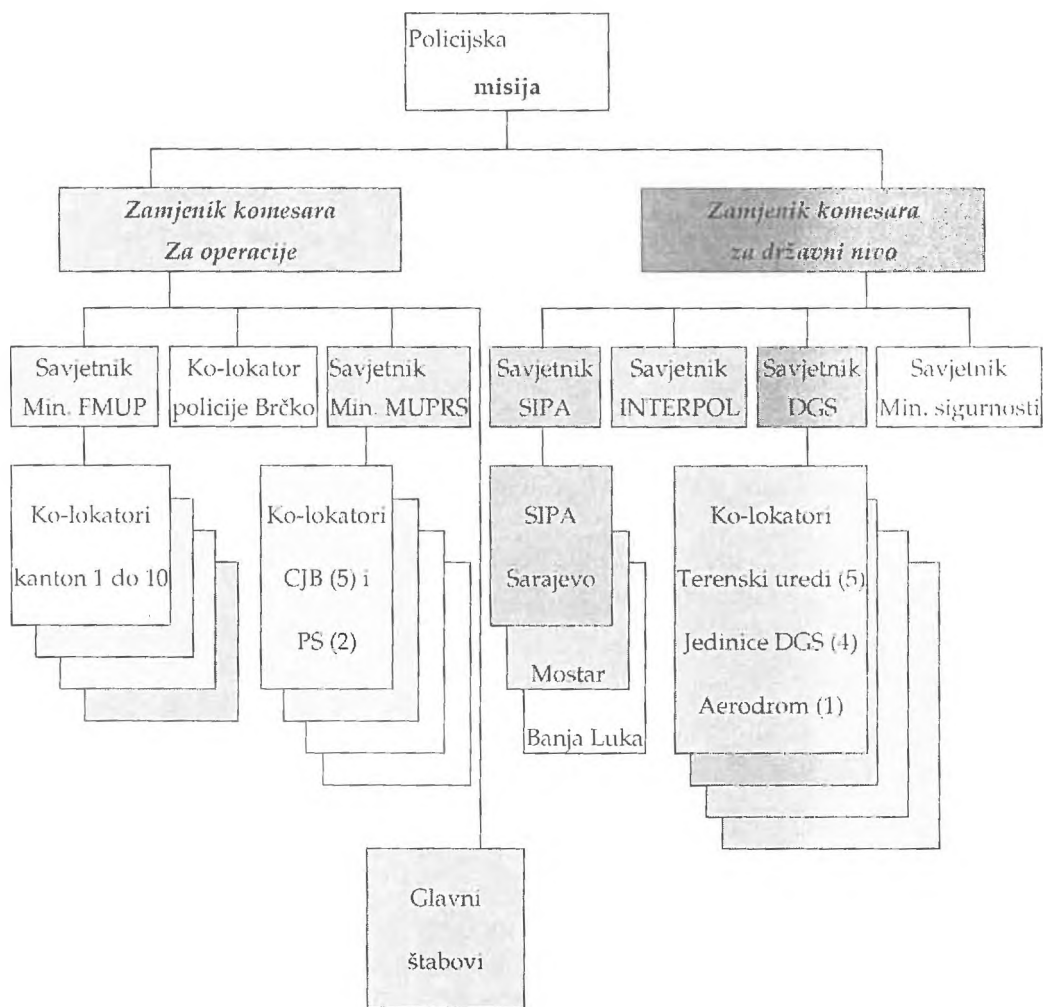 Policijska
misija
Zamjenik komesara
Za operacije
Zamjenik komesara
za državni nivo
Savjetnik
Min. FMUP
Ko-lokator
policije Brčko
Savjetnik
Min. MUPRS
Savjetnik
SIPA
Savjetnik
INTERPOL
Savjetnik
DGS
Savjetnik
Min. sigurnosti
Ko-lokatori
kanton 1 do 10
Ko-lokatori
CJB (5) i
PS (2)
SIPA
Sarajevo
Mostar
Banja Luka
Ko-lokatori
Terenski uredi (5)
Jedinice DGS (4)
Aerodrom (1)
Glavni
štabovi